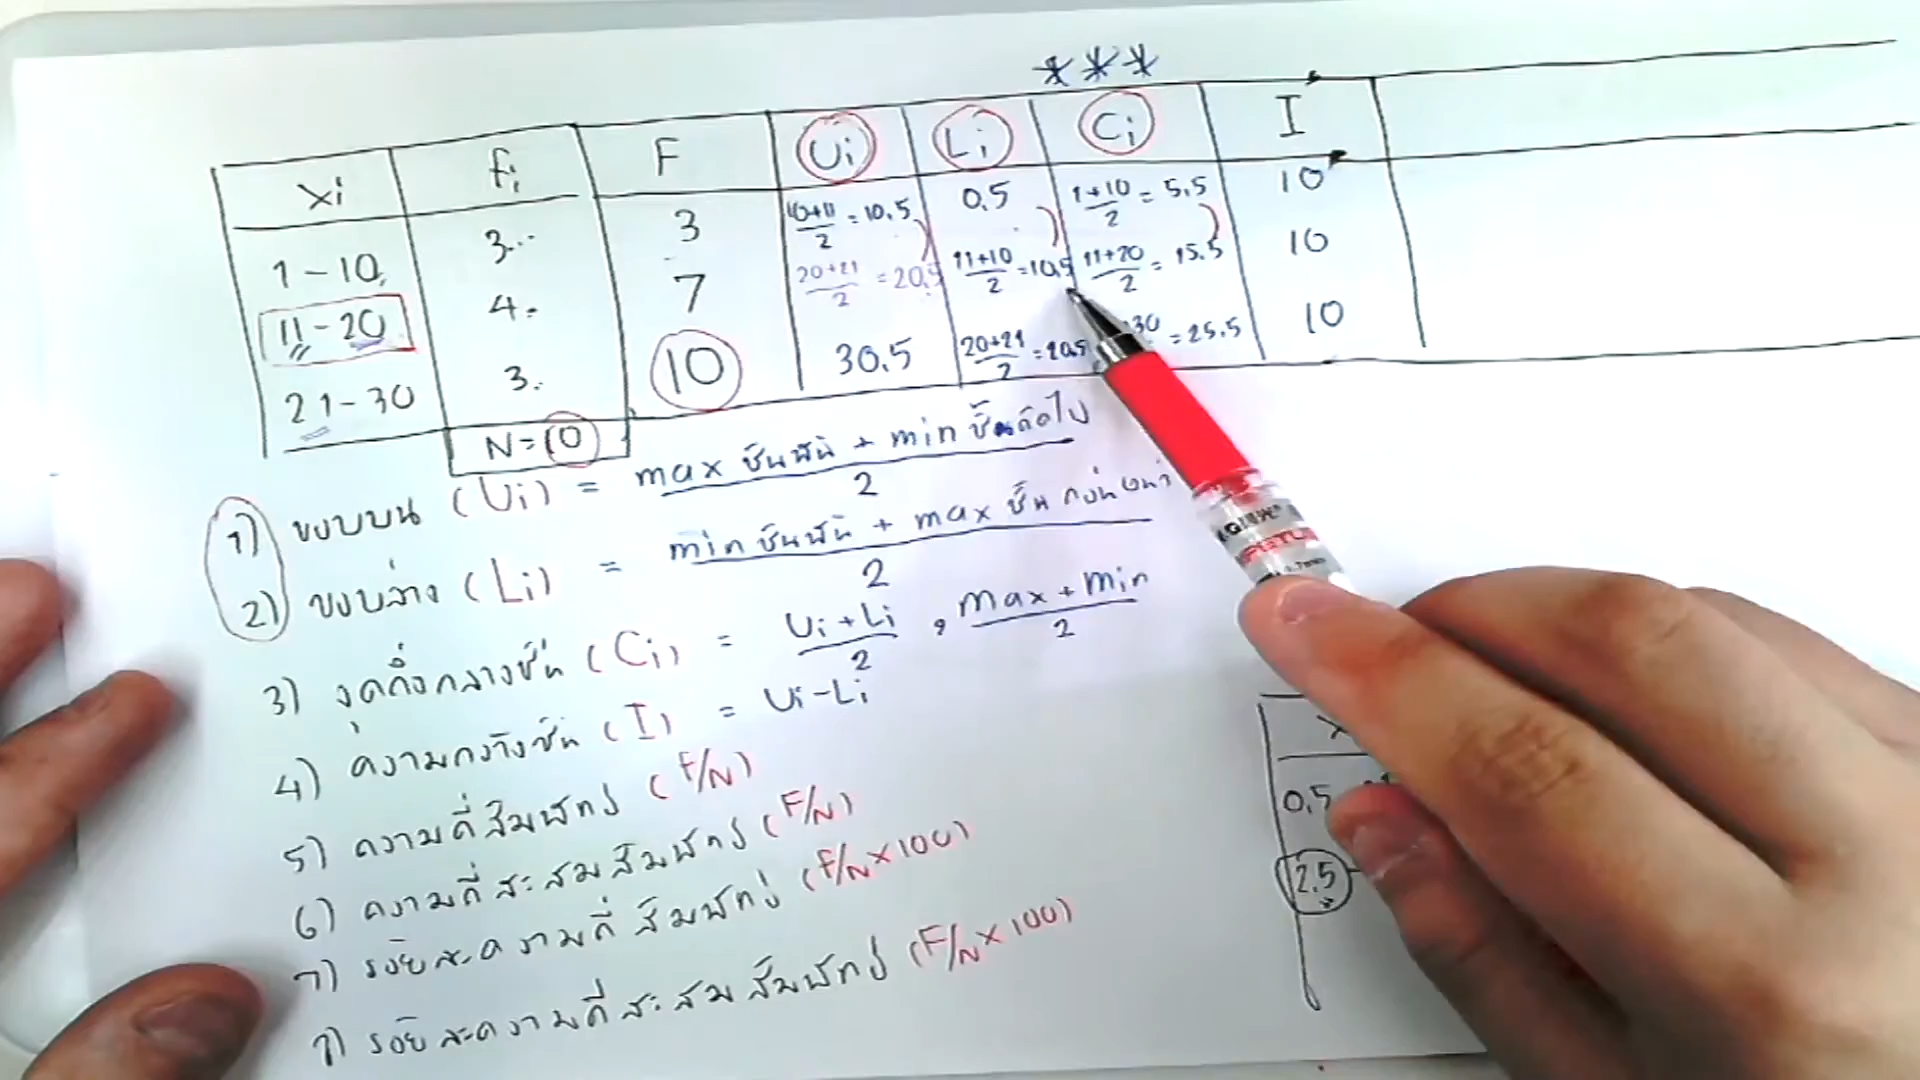 ***
xi fi F Ui Li Ci I
1-10 3 3 10+11/2 = 10.5 0.5 1+10/2 = 5.5 10
11-20 4 7 20+21/2 = 20.5 11+10/2 = 10.5 11+20/2 = 15.5 10
21-30 3 10 30.5 20+21/2 = 20.5 30 = 25.5 10
N=10
1) ขอบบน (Ui) = max ชั้นนั้น + min ชั้นถัดไป / 2
2) ขอบล่าง (Li) = min ชั้นนั้น + max ชั้นก่อนหน้า / 2
3) จุดกึ่งกลางชั้น (Ci) = Ui+Li/2 , max+min/2
4) ความกว้างชั้น (I) = Ui-Li
5) ความถี่สัมพัทธ์ (F/N)
6) ความถี่สะสมสัมพัทธ์ (F/N)
7) ร้อยละความถี่สัมพัทธ์ (F/N×100)
8) ร้อยละความถี่สะสมสัมพัทธ์ (F/N×100)
0.5
2.5